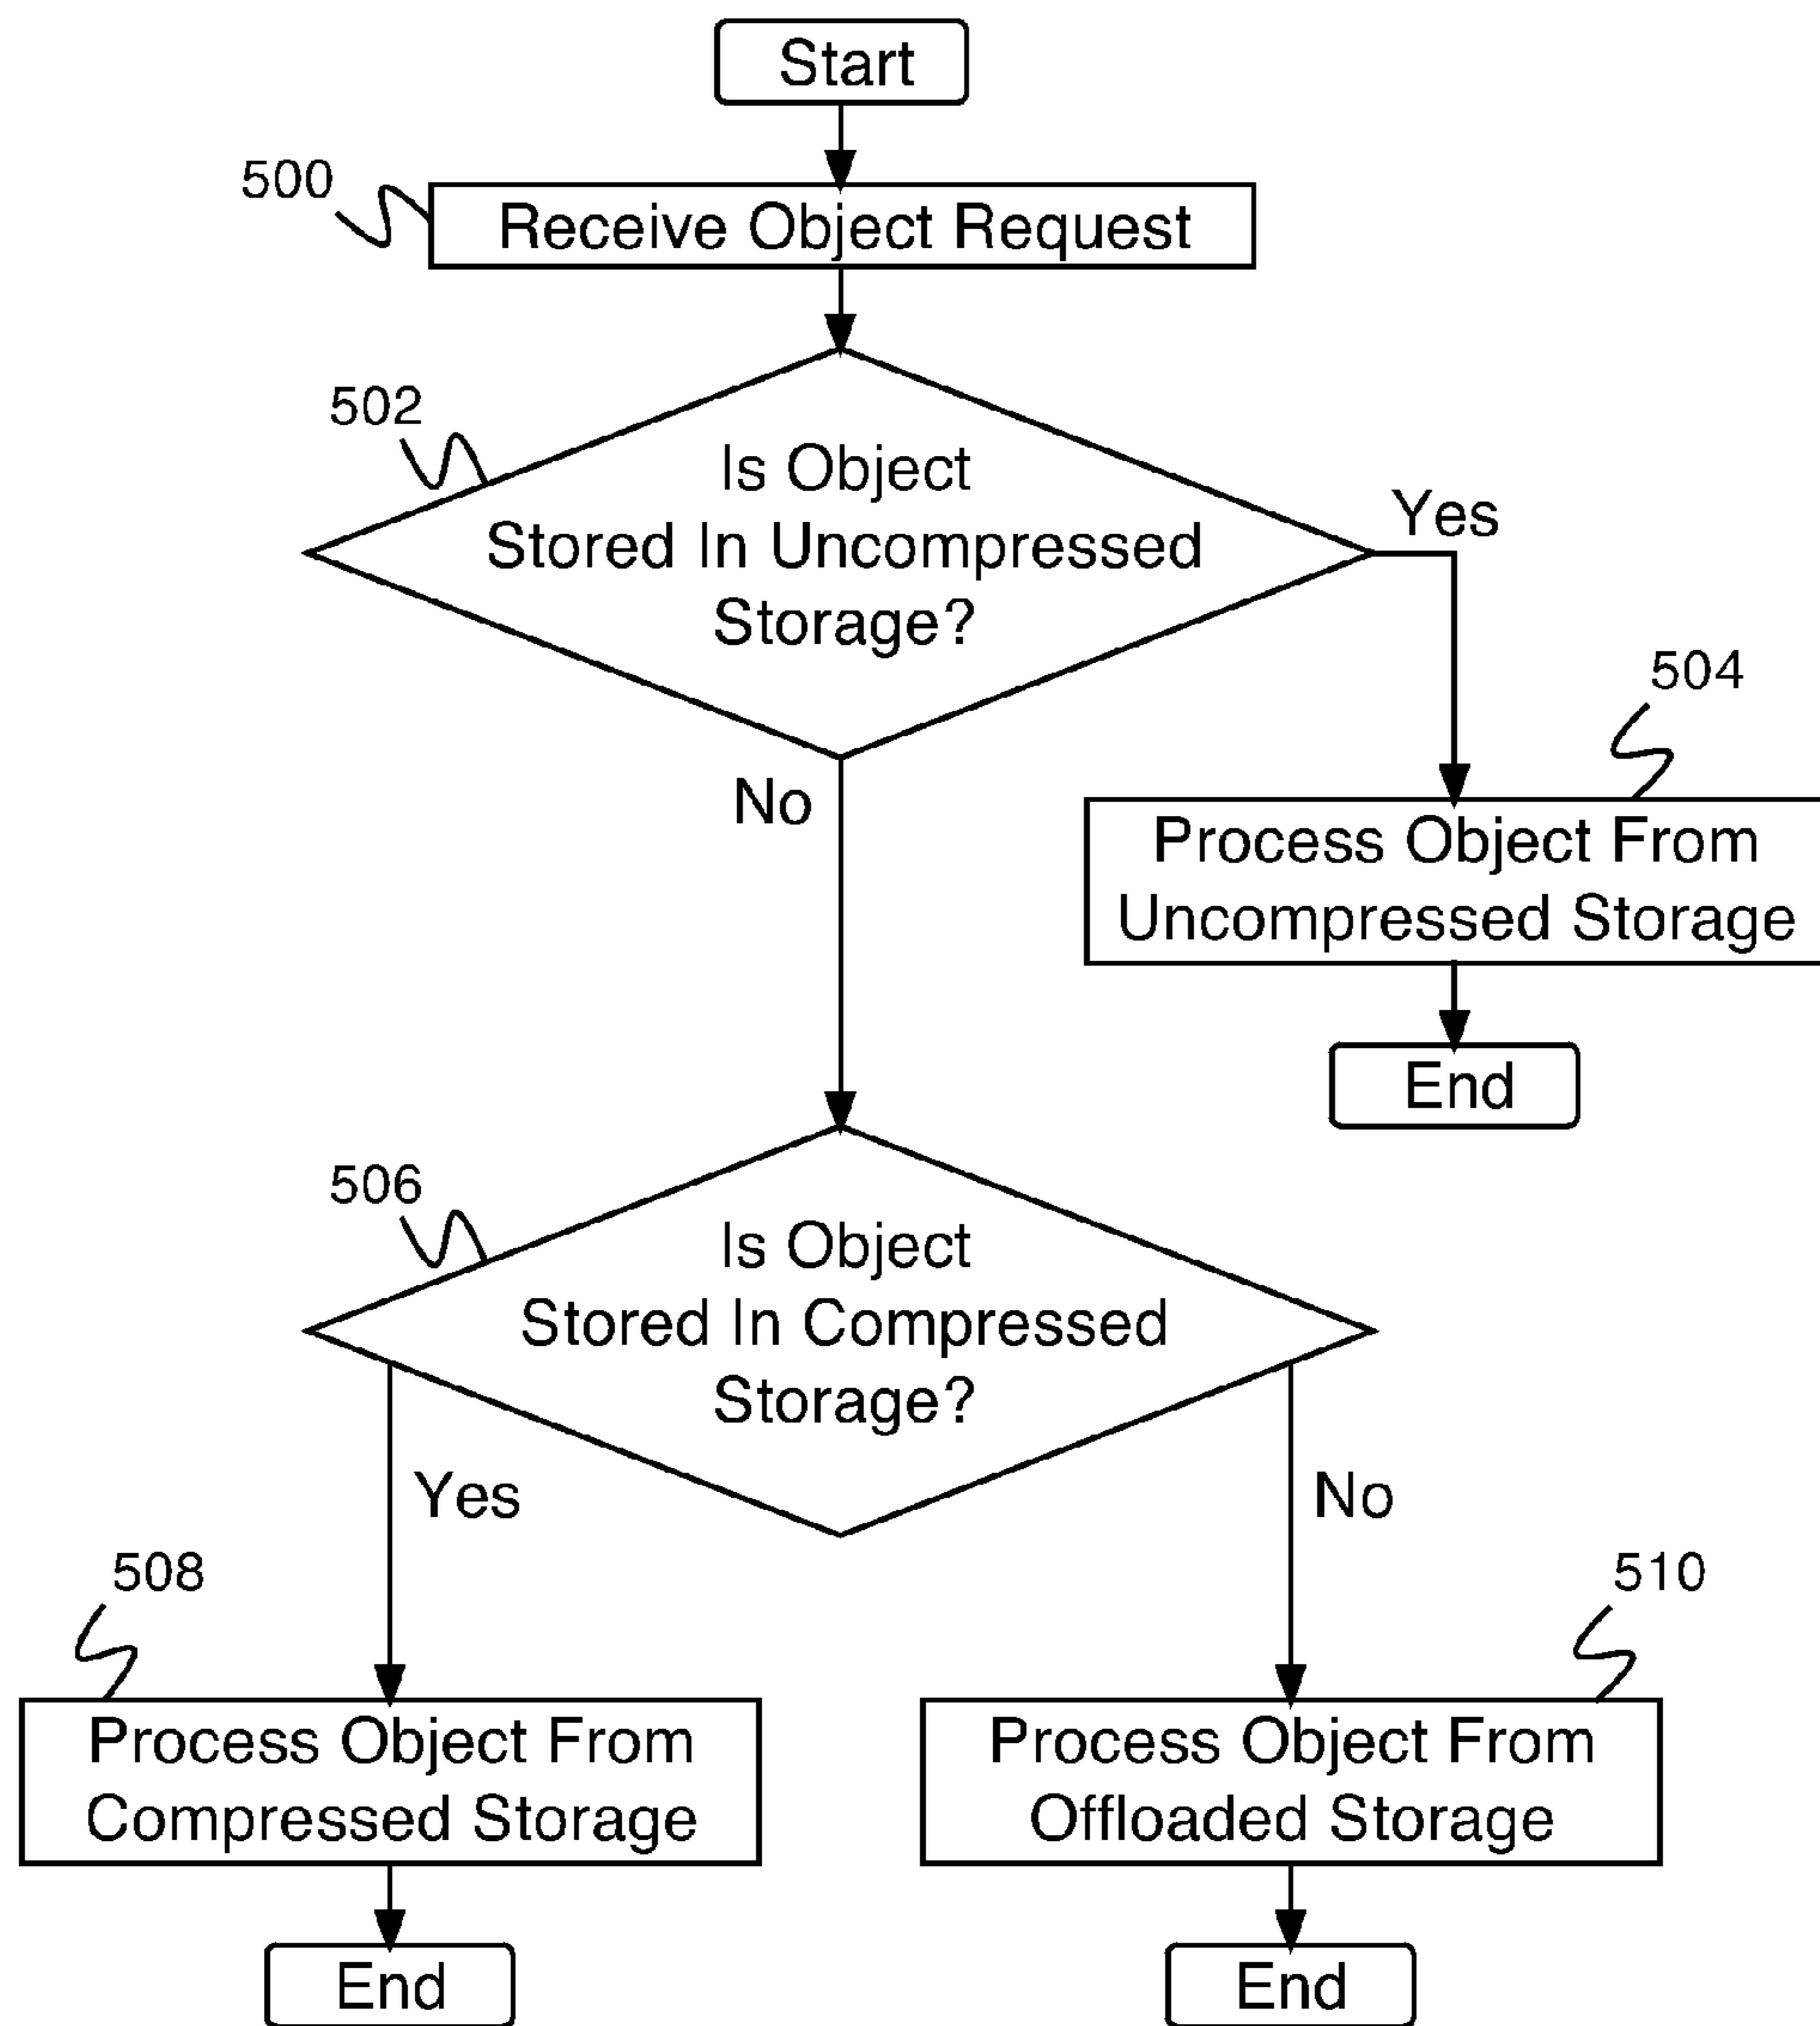 Start
500
Receive Object Request
502
Is Object
Stored In Uncompressed
Storage?
Yes
No
504
Process Object From
Uncompressed Storage
End
506
Is Object
Stored In Compressed
Storage?
Yes
No
508
Process Object From
Compressed Storage
End
510
Process Object From
Offloaded Storage
End